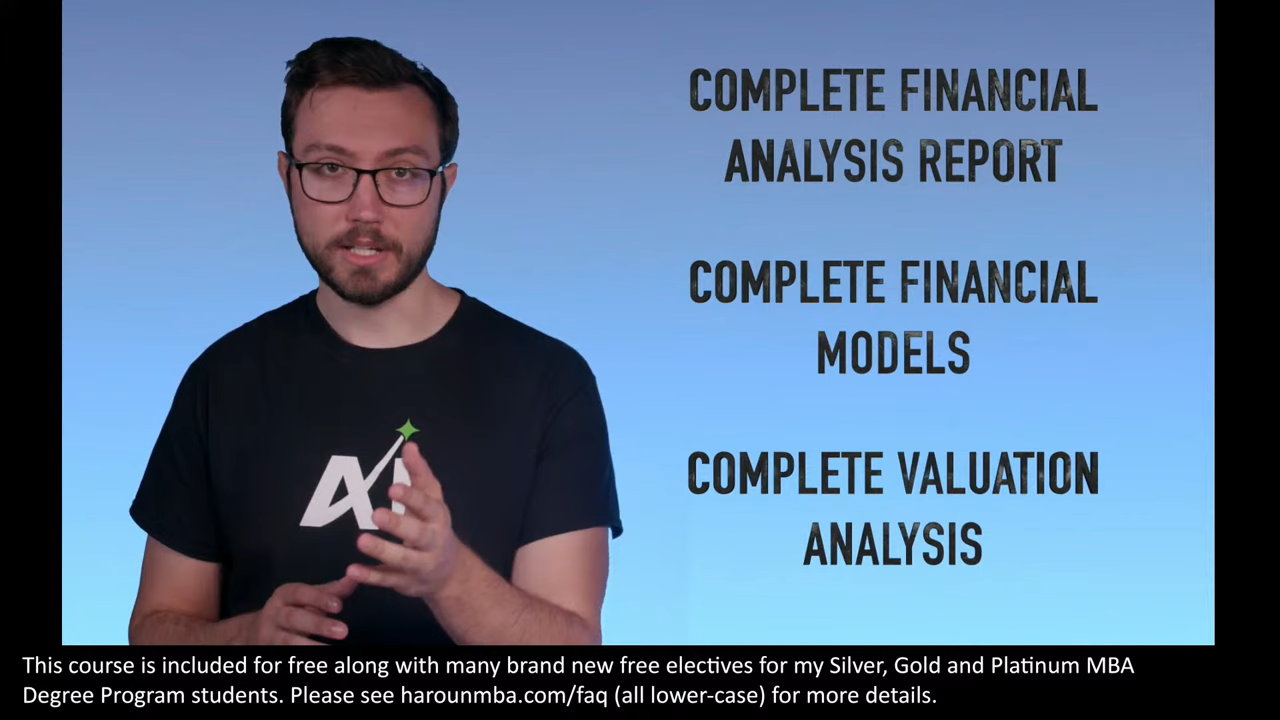 COMPLETE FINANCIAL
ANALYSIS REPORT
COMPLETE FINANCIAL
MODELS
COMPLETE VALUATION
ANALYSIS
AI
This course is included for free along with many brand new free electives for my Silver, Gold and Platinum MBA
Degree Program students. Please see harounmba.com/faq (all lower-case) for more details.